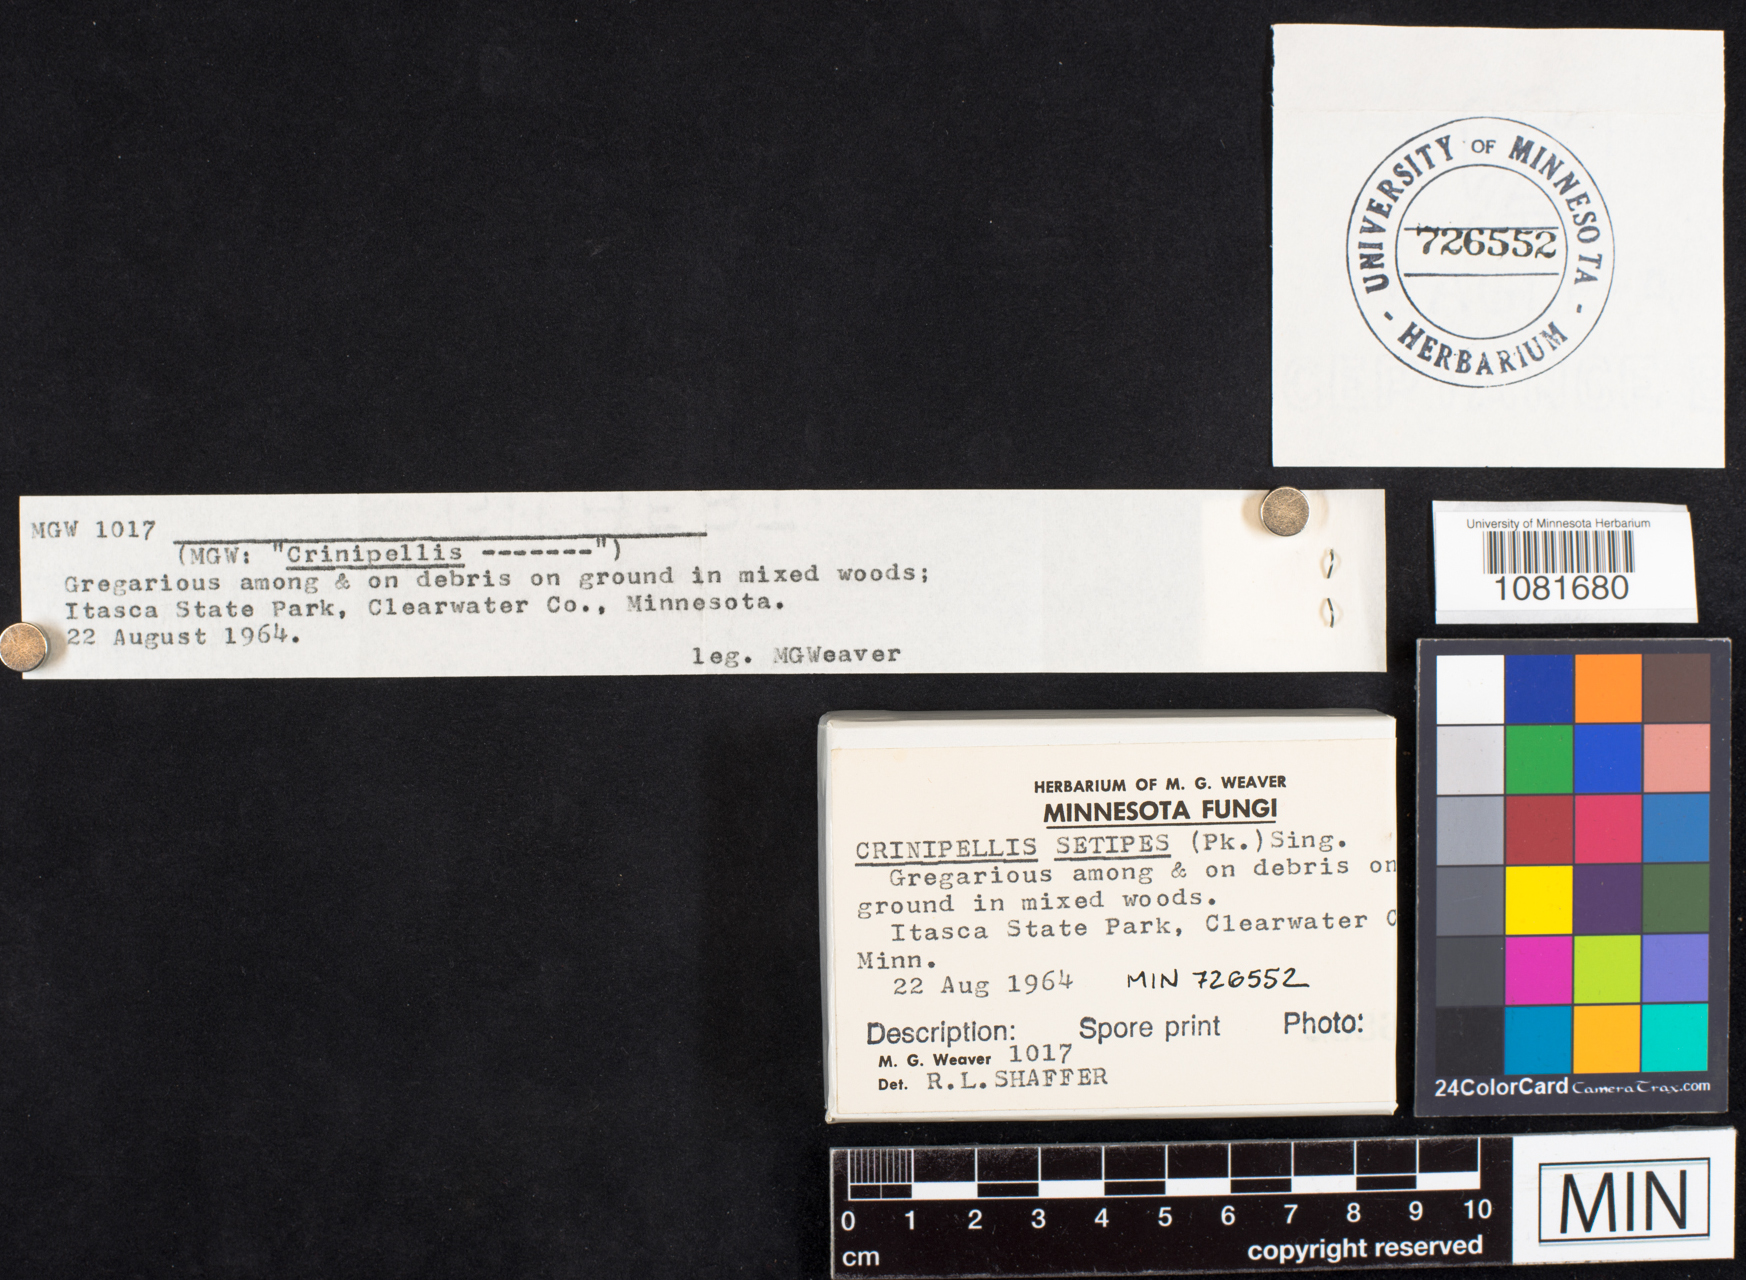 UNIVERSITY OF MINNESOTA
- HERBARIUM -
726552
MGW 1017
(MGW: "Crinipellis -------")
Gregarious among & on debris on ground in mixed woods;
Itasca State Park, Clearwater Co., Minnesota.
22 August 1964.
leg. MGWeaver
University of Minnesota Herbarium
1081680
HERBARIUM OF M. G. WEAVER
MINNESOTA FUNGI
CRINIPELLIS SETIPES (Pk.)Sing.
Gregarious among & on debris on
ground in mixed woods.
Itasca State Park, Clearwater C
Minn.
22 Aug 1964 MIN 726552
Description: Spore print Photo:
M. G. Weaver 1017
Det. R.L.SHAFFER
24ColorCard CameraTrax.com
0 1 2 3 4 5 6 7 8 9 10
cm
copyright reserved
MIN